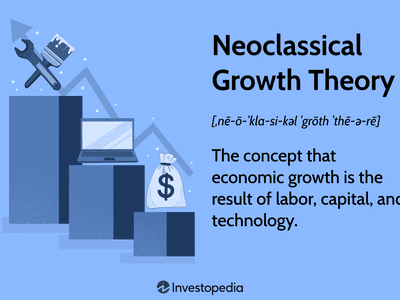 Neoclassical
Growth Theory
[ˌnē-ō-ˈkla-si-kəl ˈgrōth ˈthē-ə-rē]
The concept that
economic growth is the
result of labor, capital, and
technology.
$
Investopedia